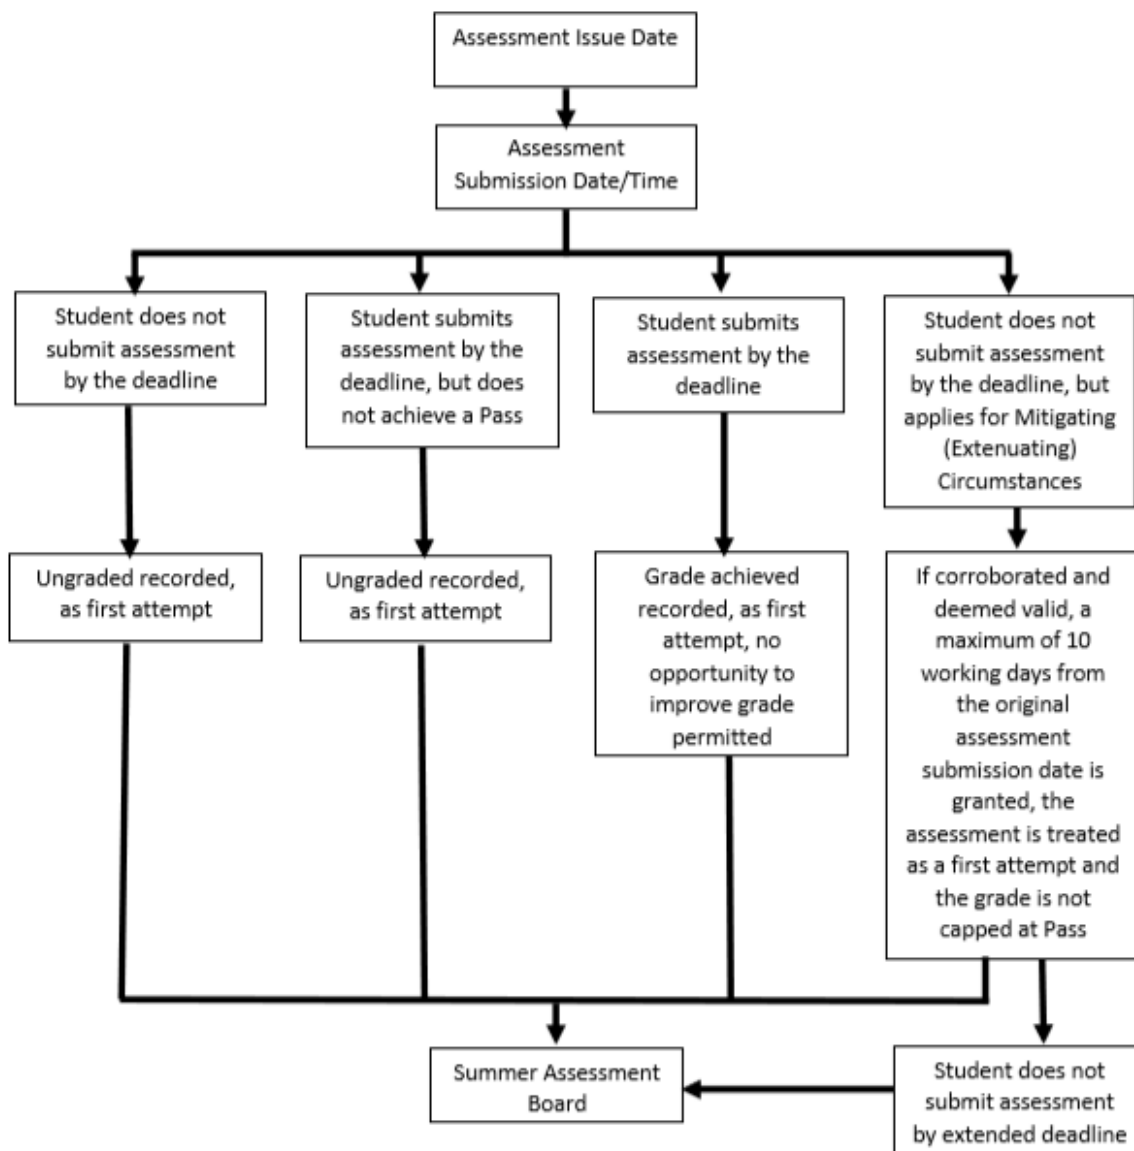 Assessment Issue Date
Assessment
Submission Date/Time
Student does not
submit assessment
by the deadline
Student submits
assessment by the
deadline, but does
not achieve a Pass
Student submits
assessment by the
deadline
Student does not
submit assessment
by the deadline, but
applies for Mitigating
(Extenuating)
Circumstances
Ungraded recorded,
as first attempt
Ungraded recorded,
as first attempt
Grade achieved
recorded, as first
attempt, no
opportunity to
improve grade
permitted
If corroborated and
deemed valid, a
maximum of 10
working days from
the original
assessment
submission date is
granted, the
assessment is treated
as a first attempt and
the grade is not
capped at Pass
Summer Assessment
Board
Student does not
submit assessment
by extended deadline